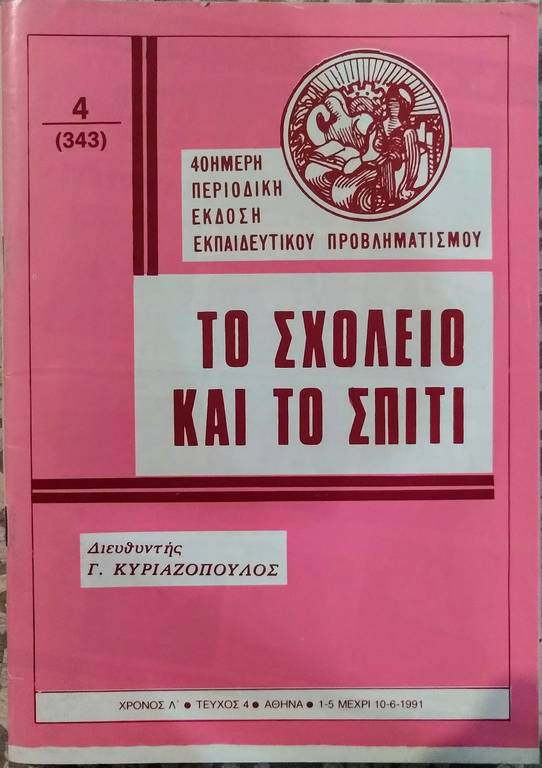 4
(343)
40ΗΜΕΡΗ
ΠΕΡΙΟΔΙΚΗ
ΕΚΔΟΣΗ
ΕΚΠΑΙΔΕΥΤΙΚΟΥ ΠΡΟΒΛΗΜΑΤΙΣΜΟΥ
ΤΟ ΣΧΟΛΕΙΟ
ΚΑΙ ΤΟ ΣΠΙΤΙ
Διευθυντής
Γ. ΚΥΡΙΑΖΟΠΟΥΛΟΣ
ΧΡΟΝΟΣ Λ΄ ● ΤΕΥΧΟΣ 4 ● ΑΘΗΝΑ ● 1-5 ΜΕΧΡΙ 10-6-1991